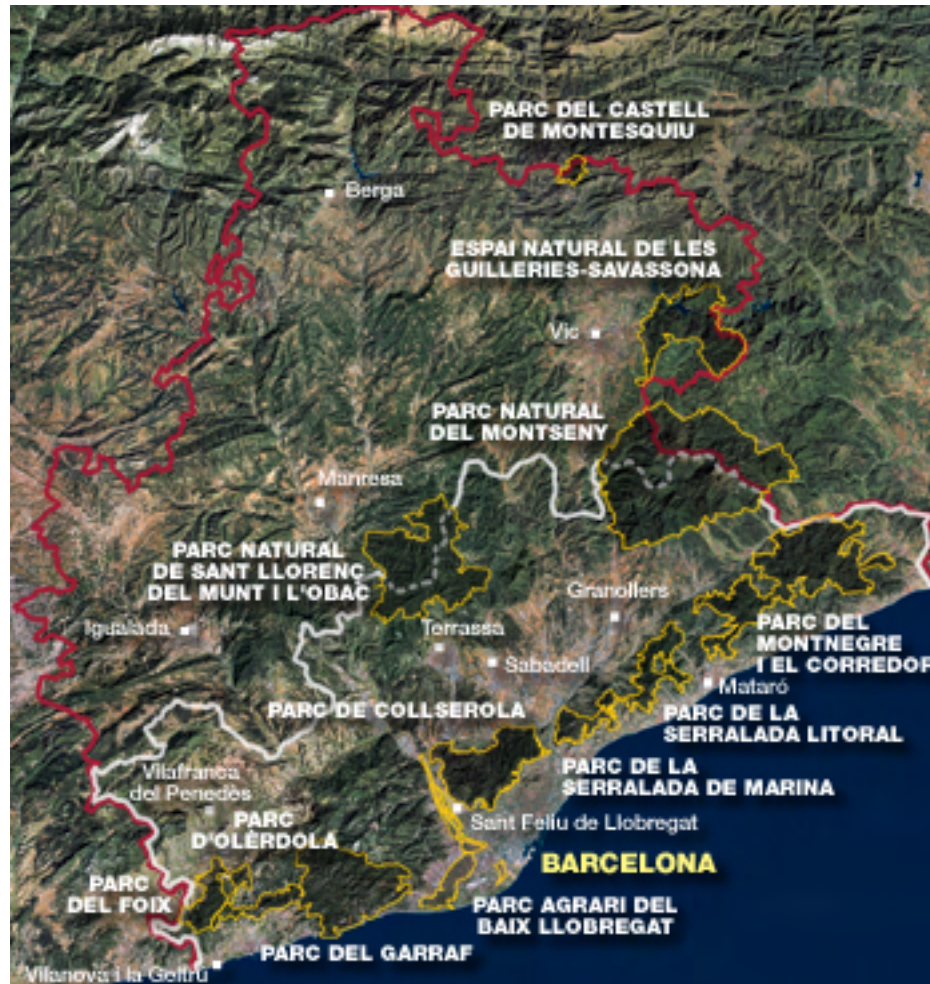 PARC DEL CASTELL
DE MONTESQUIU
Berga
ESPAI NATURAL DE LES
GUILLERIES-SAVASSONA
Vic
PARC NATURAL
DEL MONTSENY
Manresa
PARC NATURAL
DE SANT LLORENÇ
DEL MUNT I L'OBAC
Granollers
Igualada
Terrassa
Sabadell
PARC DEL
MONTNEGRE
I EL CORREDOR
Mataró
PARC DE COLLSEROLA
PARC DE LA
SERRALADA LITORAL
PARC DE LA
SERRALADA DE MARINA
Vilafranca
del Penedès
Sant Feliu de Llobregat
PARC
D'OLÈRDOLA
BARCELONA
PARC
DEL FOIX
PARC AGRARI DEL
BAIX LLOBREGAT
PARC DEL GARRAF
Vilanova i la Geltrú